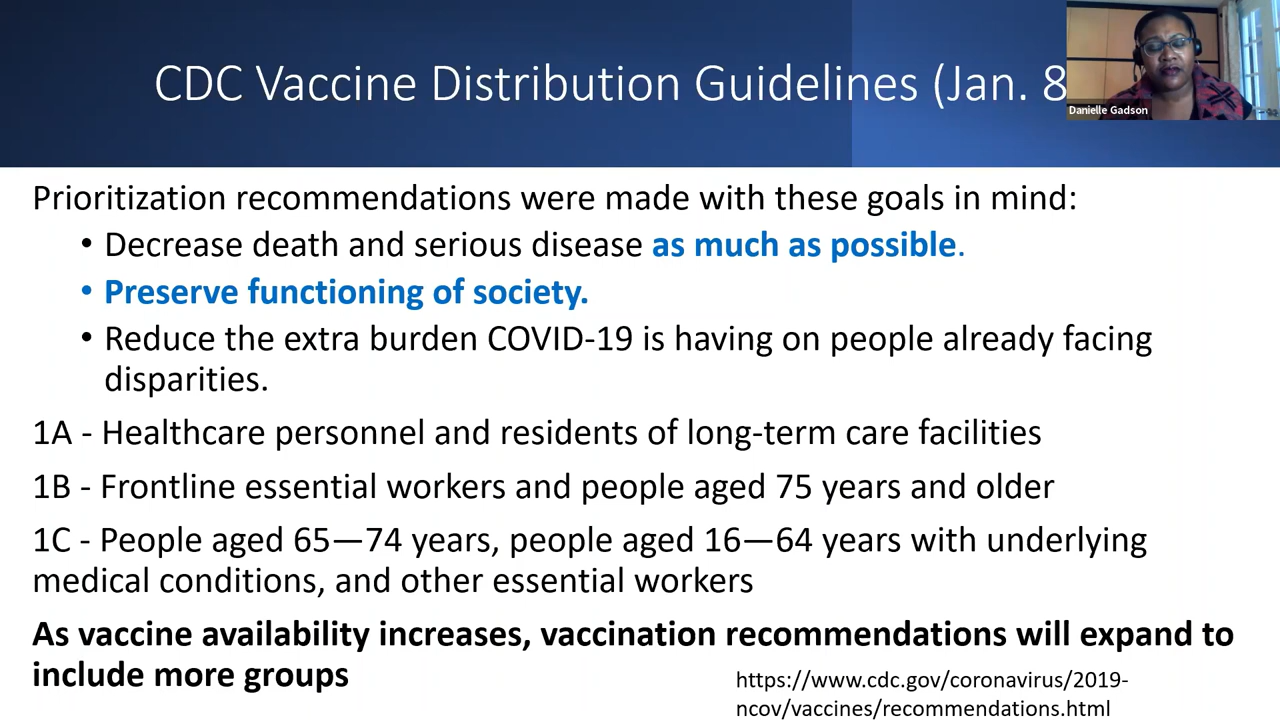 CDC Vaccine Distribution Guidelines (Jan. 8
Danielle Gadson
Prioritization recommendations were made with these goals in mind:
• Decrease death and serious disease as much as possible.
• Preserve functioning of society.
• Reduce the extra burden COVID-19 is having on people already facing
disparities.
1A - Healthcare personnel and residents of long-term care facilities
1B - Frontline essential workers and people aged 75 years and older
1C - People aged 65—74 years, people aged 16—64 years with underlying
medical conditions, and other essential workers
As vaccine availability increases, vaccination recommendations will expand to
include more groups
https://www.cdc.gov/coronavirus/2019-
ncov/vaccines/recommendations.html